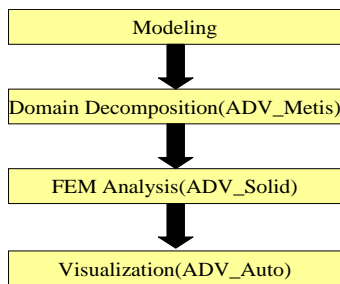 Modeling
Domain Decomposition(ADV_Metis)
FEM Analysis(ADV_Solid)
Visualization(ADV_Auto)